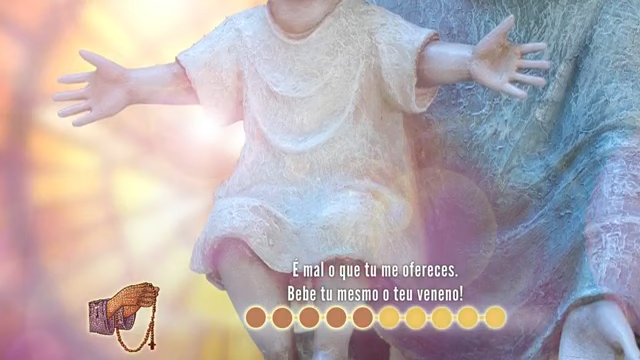 É mal o que tu me ofereces.
Bebe tu mesmo o teu veneno!